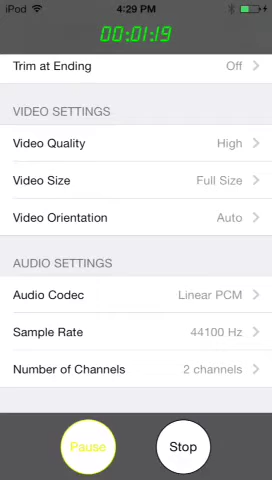 iPod 4:29 PM
00:01:19
Trim at Ending Off
VIDEO SETTINGS
Video Quality High
Video Size Full Size
Video Orientation Auto
AUDIO SETTINGS
Audio Codec Linear PCM
Sample Rate 44100 Hz
Number of Channels 2 channels
Pause Stop